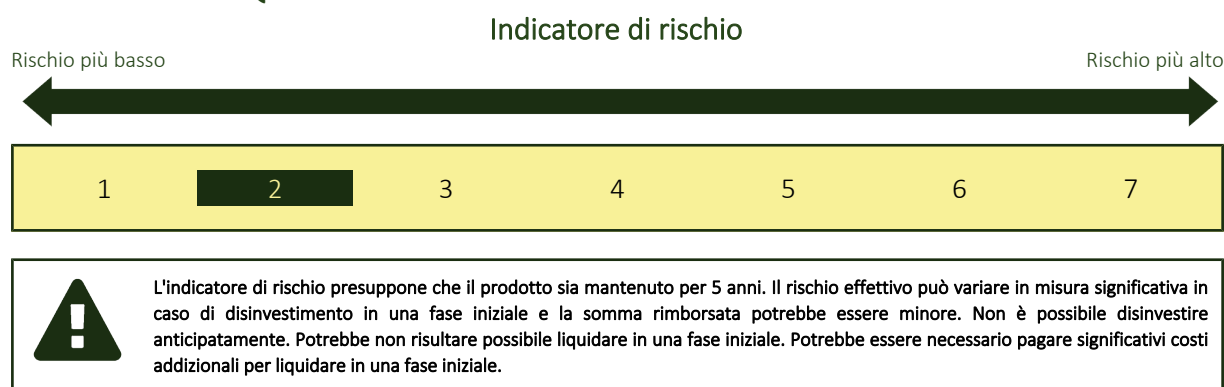 Indicatore di rischio
Rischio più basso
Rischio più alto
1 2 3 4 5 6 7
L'indicatore di rischio presuppone che il prodotto sia mantenuto per 5 anni. Il rischio effettivo può variare in misura significativa in
caso di disinvestimento in una fase iniziale e la somma rimborsata potrebbe essere minore. Non è possibile disinvestire
anticipatamente. Potrebbe non risultare possibile liquidare in una fase iniziale. Potrebbe essere necessario pagare significativi costi
addizionali per liquidare in una fase iniziale.